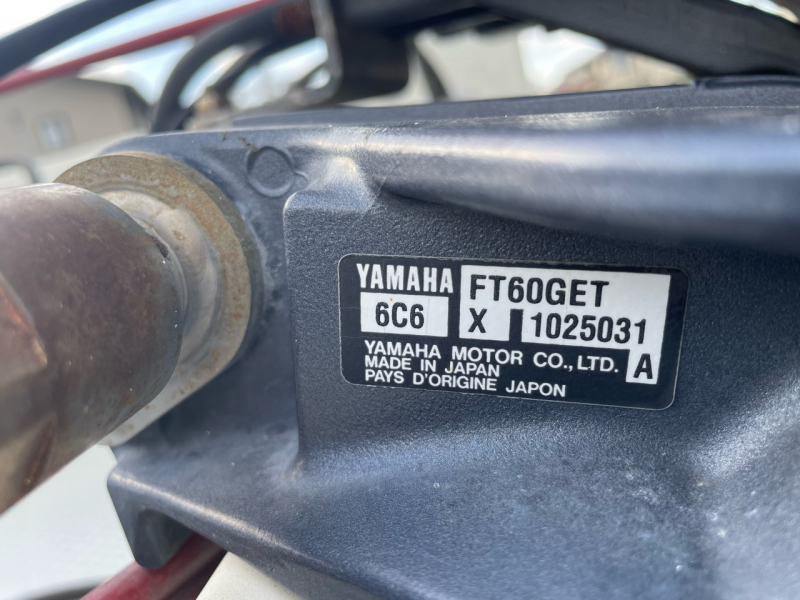 YAMAHA FT60GET
6C6 X 1025031
YAMAHA MOTOR CO.,LTD. A
MADE IN JAPAN
PAYS D'ORIGINE JAPON